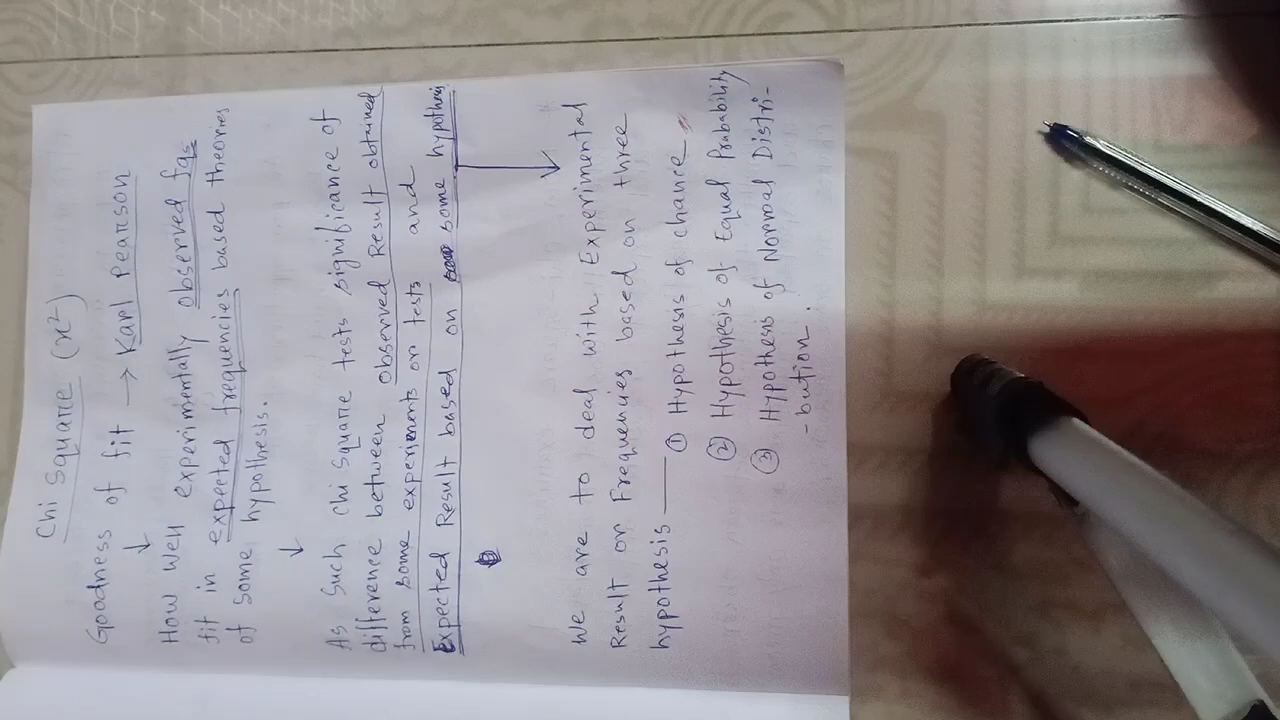 Chi Square (x²)
Goodness of fit → Karl Pearson
How well experimentally observed fqs
fit in expected frequencies based theories
of some hypothesis.
As such chi square tests significance of
difference between observed Result obtained
from some experiments or tests and
Expected Result based on some hypothesis
We are to deal with Experimental
Result or Frequencies based on three
hypothesis — ① Hypothesis of chance
② Hypothesis of Equal Probability
③ Hypothesis of Normal Distri-
-bution.